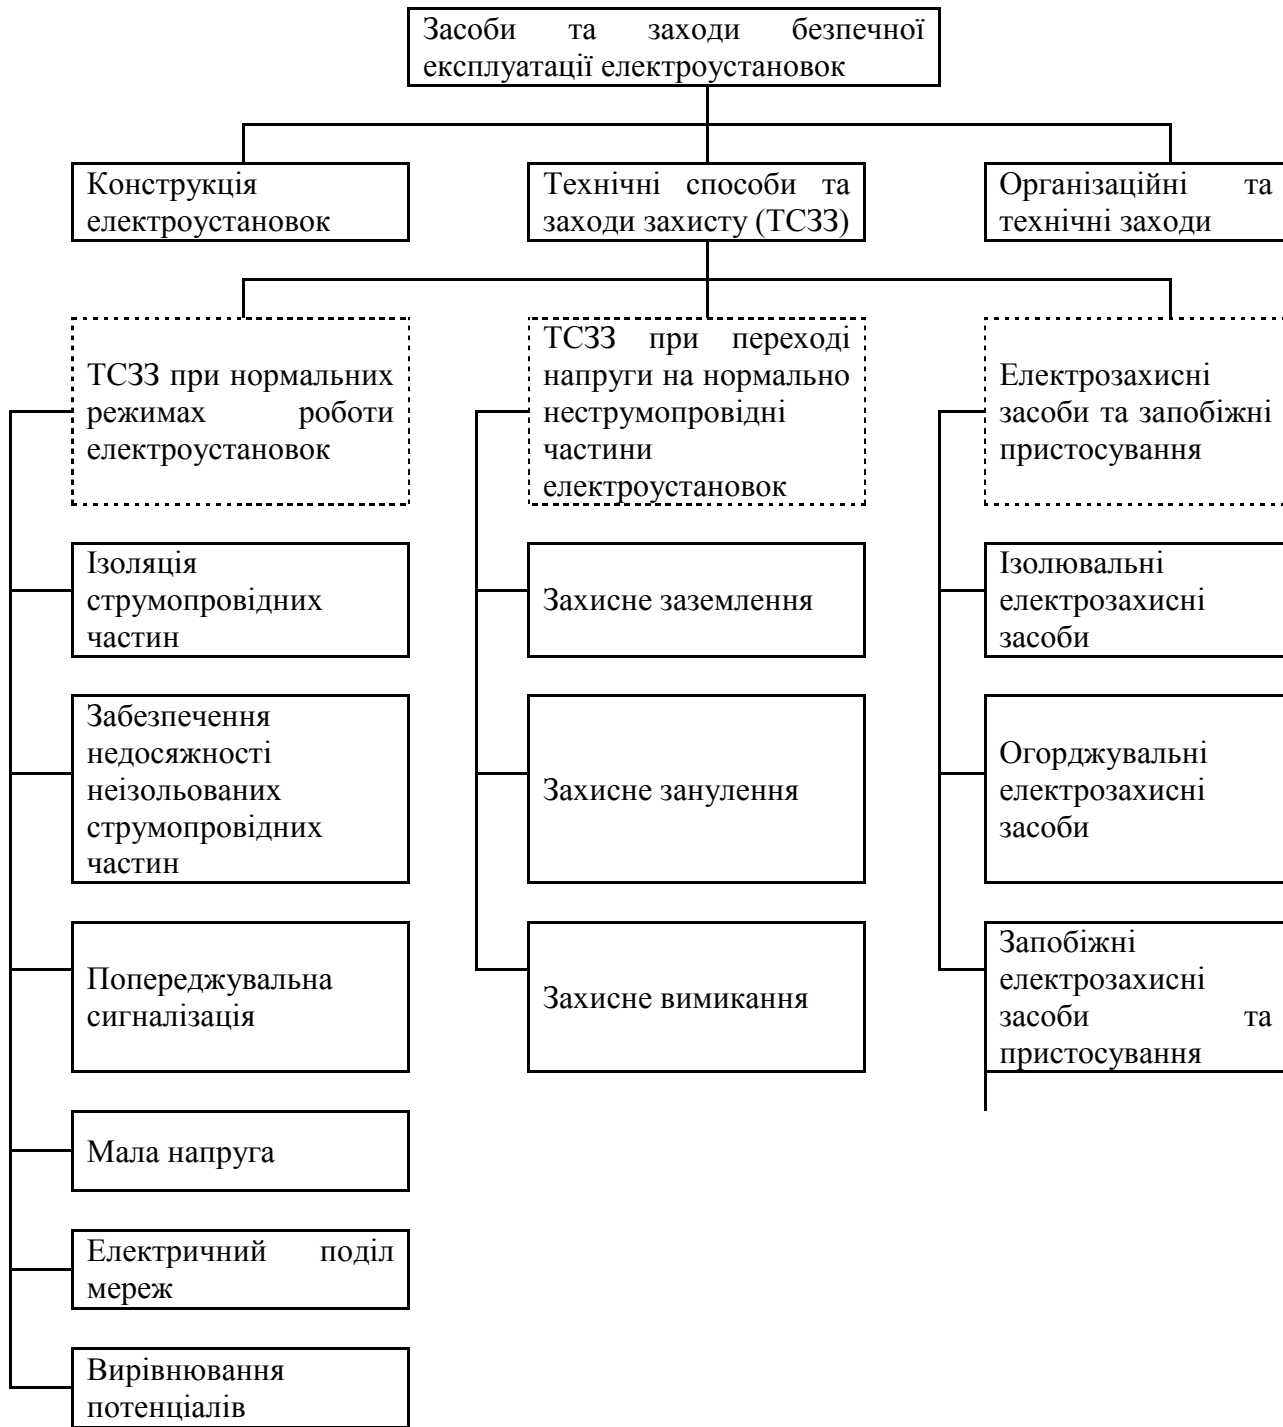 Засоби та заходи безпечної
експлуатації електроустановок
Конструкція
електроустановок
Технічні способи та
заходи захисту (ТСЗЗ)
Організаційні та
технічні заходи
ТСЗЗ при нормальних
режимах роботи
електроустановок
ТСЗЗ при переході
напруги на нормально
неструмопровідні
частини
електроустановок
Електрозахисні
засоби та запобіжні
пристосування
Ізоляція
струмопровідних
частин
Захисне заземлення
Ізолювальні
електрозахисні
засоби
Забезпечення
недосяжності
неізольованих
струмопровідних
частин
Захисне занулення
Огорджувальні
електрозахисні
засоби
Попереджувальна
сигналізація
Захисне вимикання
Запобіжні
електрозахисні
засоби та
пристосування
Мала напруга
Електричний поділ
мереж
Вирівнювання
потенціалів